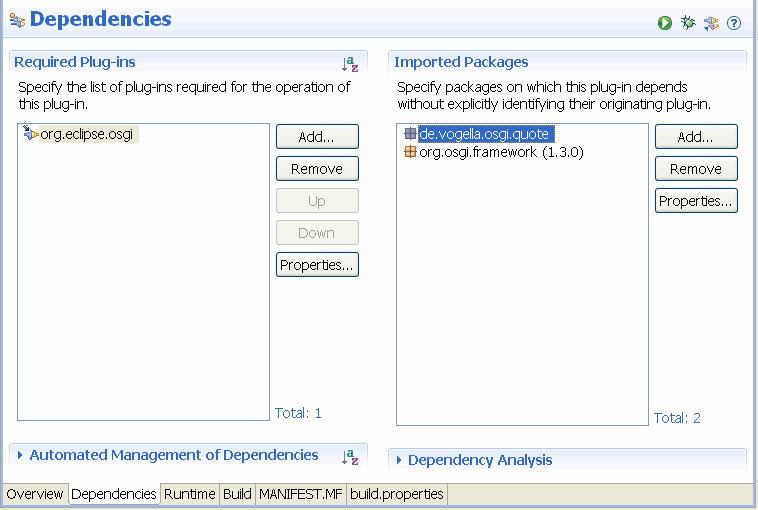 Dependencies
Required Plug-ins
Specify the list of plug-ins required for the operation of
this plug-in.
org.eclipse.osgi
Add...
Remove
Up
Down
Properties...
Total: 1
Automated Management of Dependencies
Imported Packages
Specify packages on which this plug-in depends
without explicitly identifying their originating plug-in.
de.vogella.osgi.quote
org.osgi.framework (1.3.0)
Add...
Remove
Properties...
Total: 2
Dependency Analysis
Overview Dependencies Runtime Build MANIFEST.MF build.properties